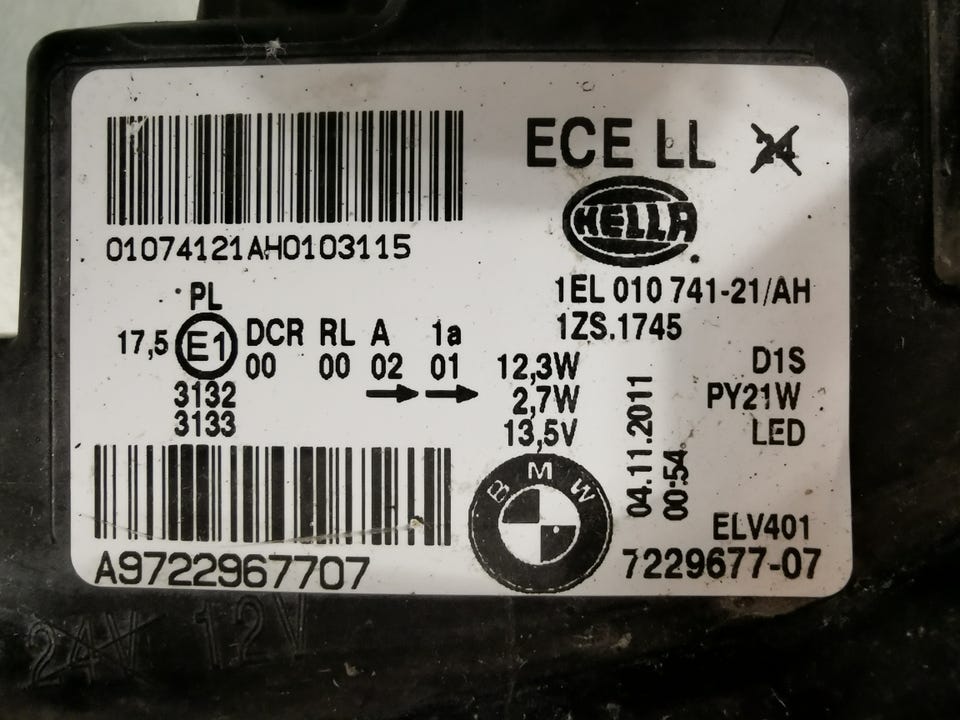 ECE LL 24
01074121AH0103115
HELLA
1EL 010 741-21/AH
1ZS.1745
PL
17,5 E1 DCR RL A 1a
00 00 02 01
3132
3133
12,3W
2,7W
13,5V
04.11.2011
00:54
D1S
PY21W
LED
BMW
ELV401
A9722967707
7229677-07
24V 12V